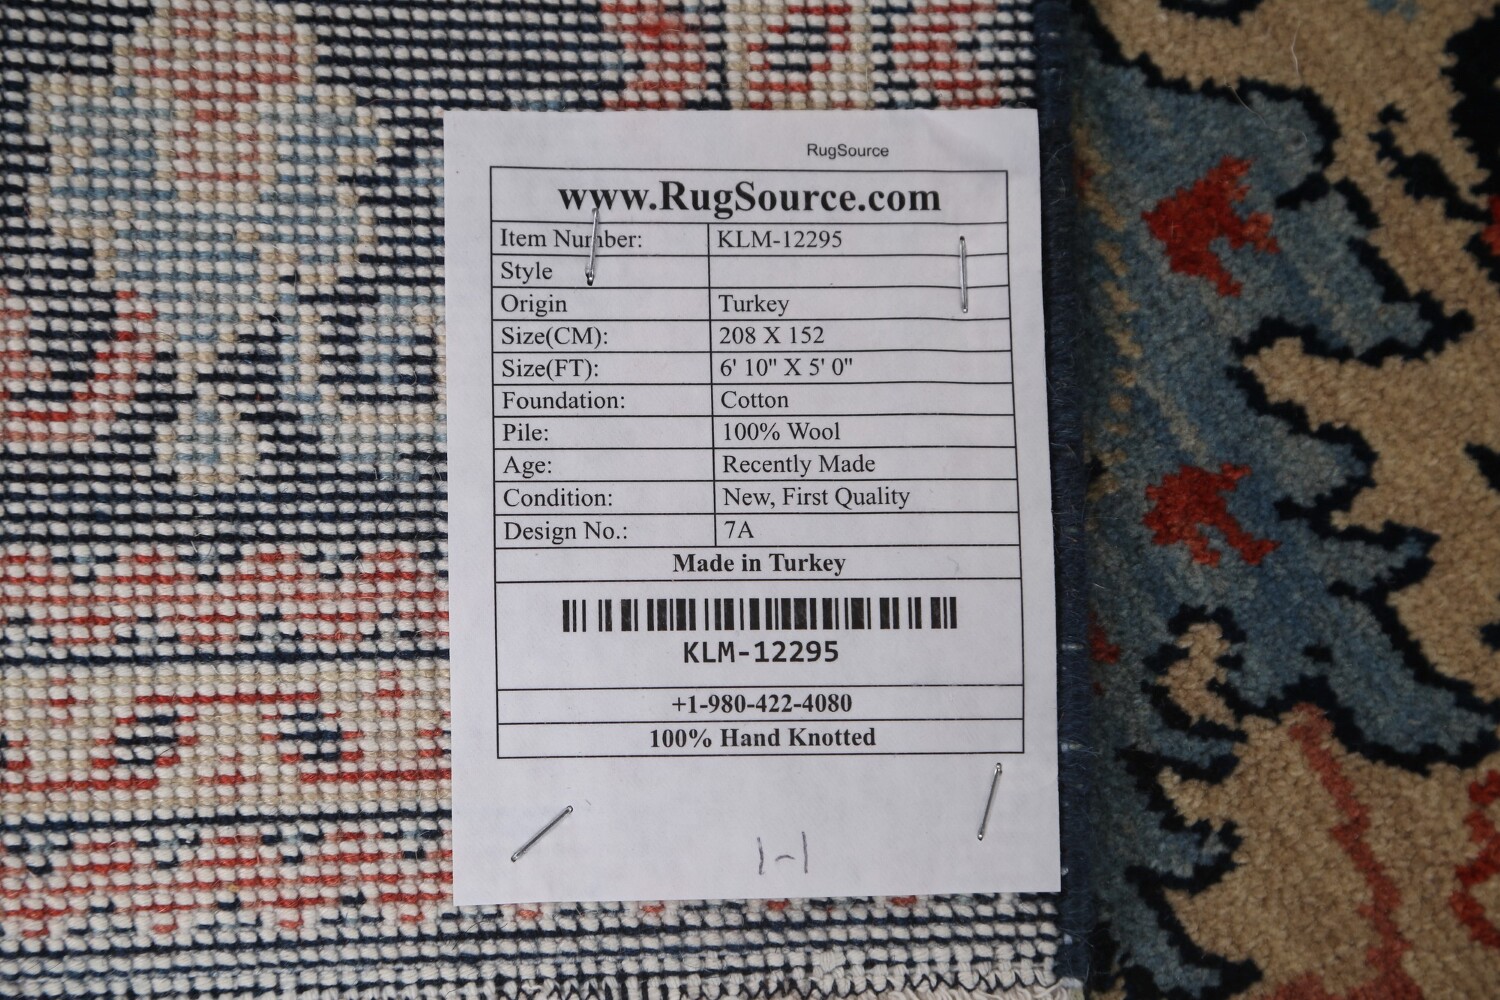 RugSource
www.RugSource.com
Item Number: KLM-12295
Style
Origin Turkey
Size(CM): 208 X 152
Size(FT): 6' 10" X 5' 0"
Foundation: Cotton
Pile: 100% Wool
Age: Recently Made
Condition: New, First Quality
Design No.: 7A
Made in Turkey
KLM-12295
+1-980-422-4080
100% Hand Knotted
1-1